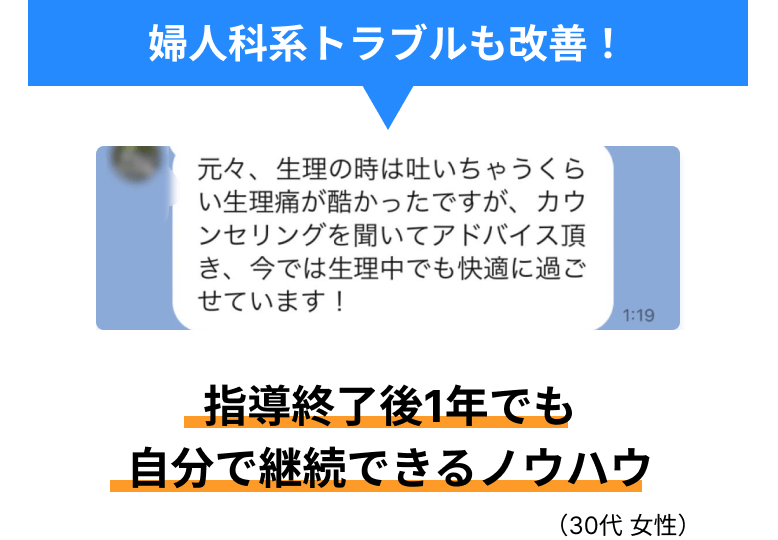 婦人科系トラブルも改善！
元々、生理の時は吐いちゃうくら
い生理痛が酷かったですが、カウ
ンセリングを聞いてアドバイス頂
き、今では生理中でも快適に過ご
せています！
1:19
指導終了後1年でも
自分で継続できるノウハウ
（30代 女性）